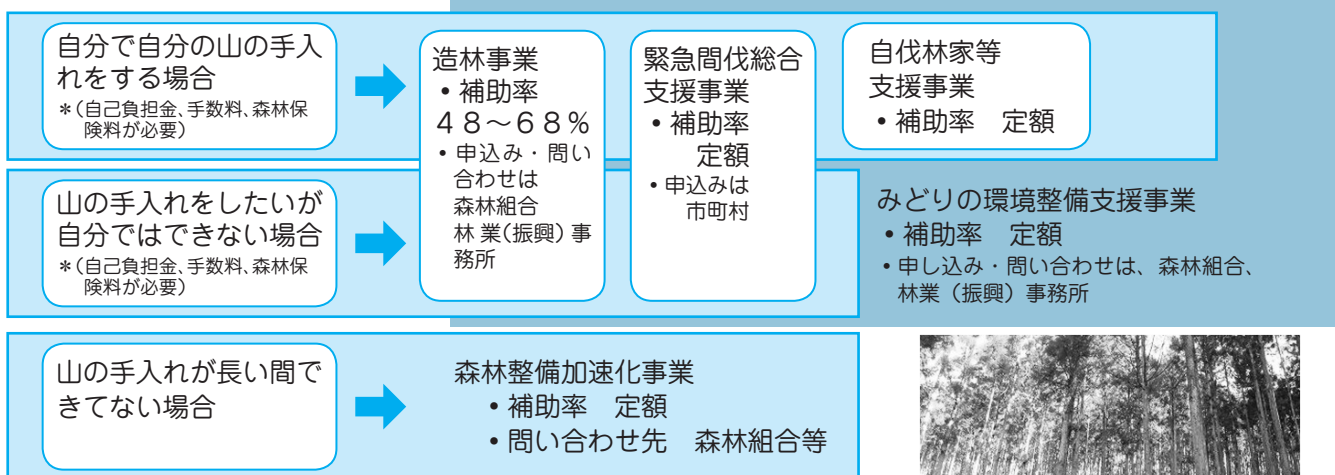 自分で自分の山の手入
れをする場合
＊(自己負担金､手数料､森林保
険料が必要)
造林事業
・補助率
４８～６８％
・申込み・問い
合わせは
森林組合
林業(振興)事
務所
緊急間伐総合
支援事業
・補助率
定額
・申込みは
市町村
自伐林家等
支援事業
・補助率　定額
山の手入れをしたいが
自分ではできない場合
＊(自己負担金､手数料､森林保
険料が必要)
みどりの環境整備支援事業
・補助率　定額
・申し込み・問い合わせは、森林組合、
林業（振興）事務所
山の手入れが長い間で
きてない場合
森林整備加速化事業
・補助率　定額
・問い合わせ先　森林組合等